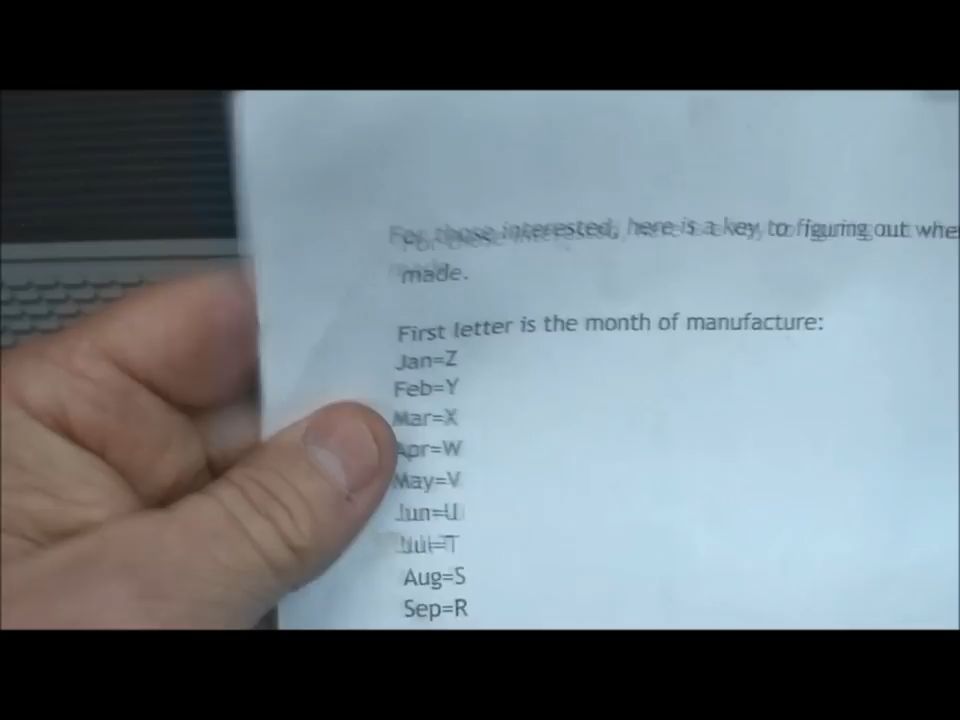 For those interested, here is a key to figuring out whe
made.
First letter is the month of manufacture:
Jan=Z
Feb=Y
Mar=X
Apr=W
May=V
Jun=U
Jul=T
Aug=S
Sep=R